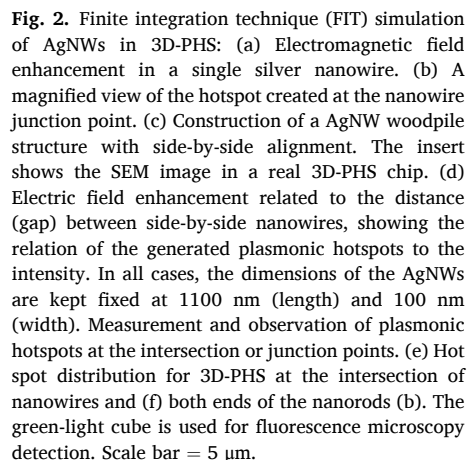 Fig. 2. Finite integration technique (FIT) simulation
of AgNWs in 3D-PHS: (a) Electromagnetic field
enhancement in a single silver nanowire. (b) A
magnified view of the hotspot created at the nanowire
junction point. (c) Construction of a AgNW woodpile
structure with side-by-side alignment. The insert
shows the SEM image in a real 3D-PHS chip. (d)
Electric field enhancement related to the distance
(gap) between side-by-side nanowires, showing the
relation of the generated plasmonic hotspots to the
intensity. In all cases, the dimensions of the AgNWs
are kept fixed at 1100 nm (length) and 100 nm
(width). Measurement and observation of plasmonic
hotspots at the intersection or junction points. (e) Hot
spot distribution for 3D-PHS at the intersection of
nanowires and (f) both ends of the nanorods (b). The
green-light cube is used for fluorescence microscopy
detection. Scale bar = 5 μm.